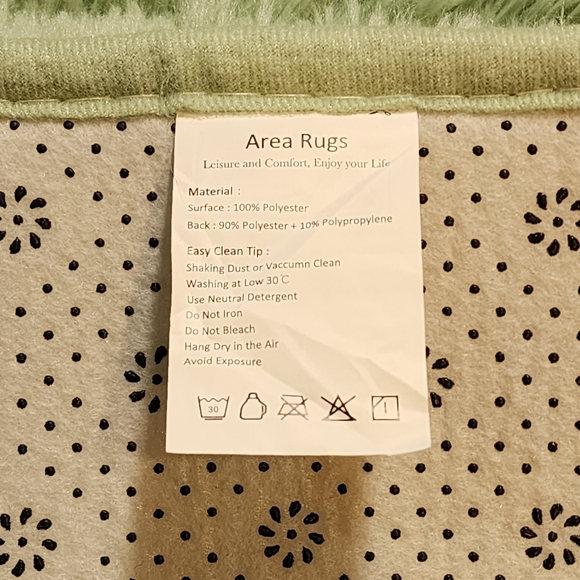 Area Rugs
Leisure and Comfort, Enjoy your Life
Material :
Surface : 100% Polyester
Back : 90% Polyester + 10% Polypropylene
Easy Clean Tip :
Shaking Dust or Vaccumn Clean
Washing at Low 30℃
Use Neutral Detergent
Do Not Iron
Do Not Bleach
Hang Dry in the Air
Avoid Exposure
30